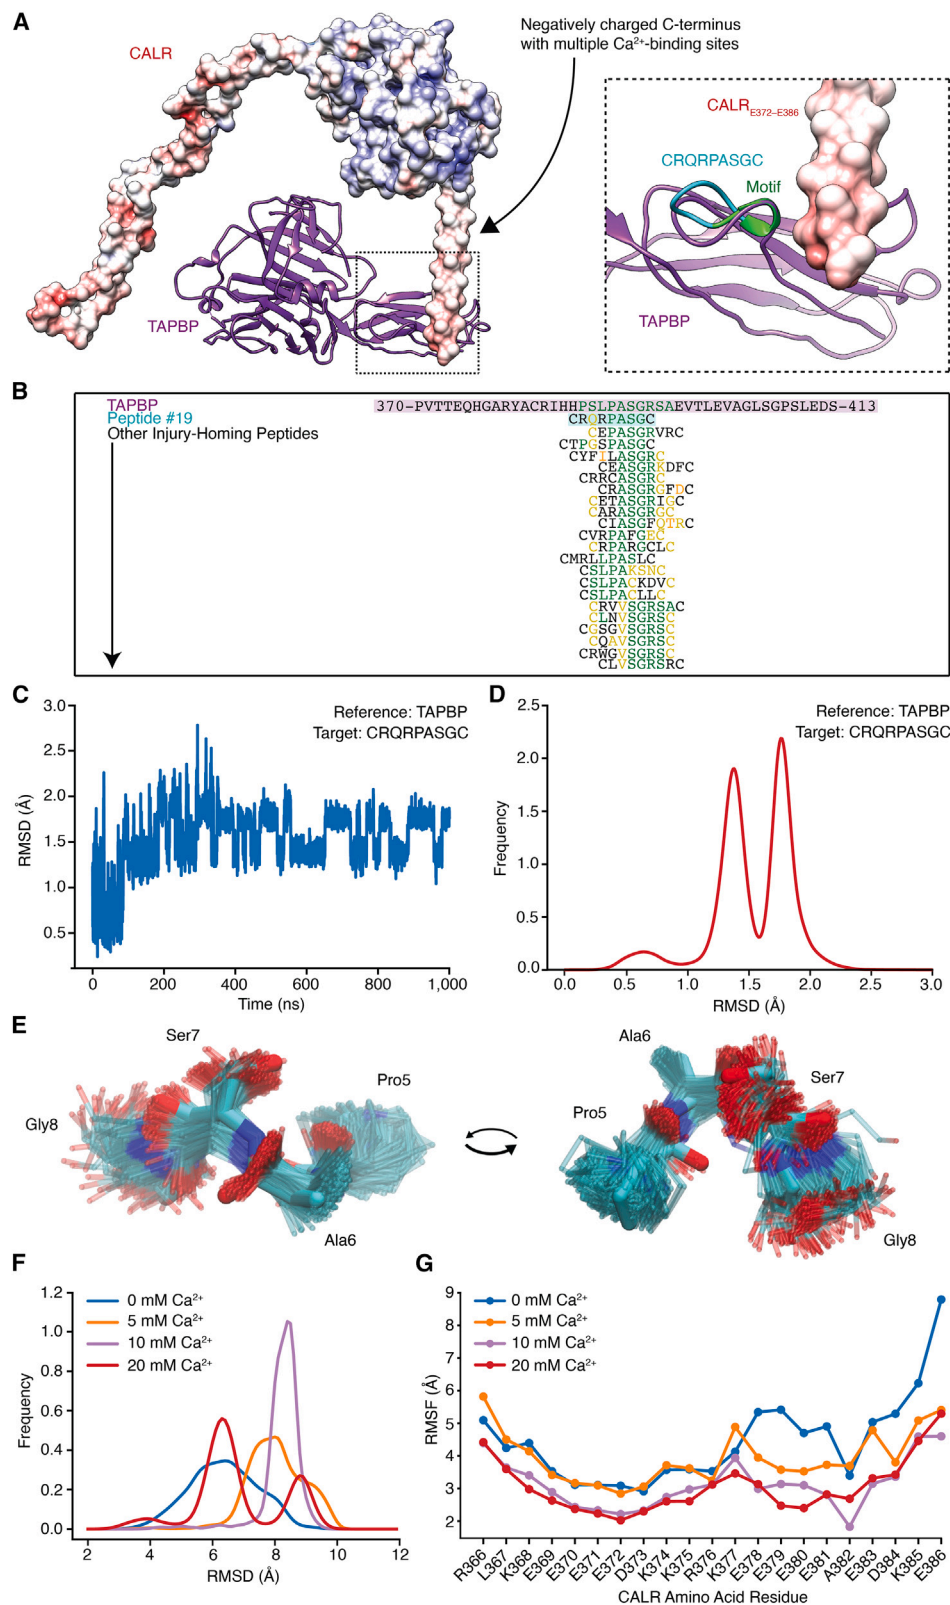 A
CALR
Negatively charged C-terminus
with multiple Ca²⁺-binding sites
TAPBP
CALR E372–E386
CRQRPASGC
Motif
TAPBP
B
TAPBP
370-PVTTEQHGARYACRIHHPSLPASGRSAEVTLEVAGLSGPSLEDS-413
Peptide #19
CRQRPASGC
Other Injury-Homing Peptides
CEPASGRVRC
CTPGSPASGC
CYFILASGRC
CEASGRKDFC
CRRCASGRC
CRASGRGFDC
CETASGRIGC
CARASGRGC
CIASGFQTRC
CVRPAFGEC
CRPARGCLC
CMRLLPASLC
CSLPAKSNC
CSLPACKDVC
CSLPACLLC
CRVVSGRSAC
CLNVSGRSC
CGSGVSGRSC
CQAVSGRSC
CRWGVSGRSC
CLVSGRSRC
C
Reference: TAPBP
Target: CRQRPASGC
RMSD (Å)
3.0
2.5
2.0
1.5
1.0
0.5
0 200 400 600 800 1,000
Time (ns)
D
Reference: TAPBP
Target: CRQRPASGC
Frequency
2.5
2.0
1.5
1.0
0.5
0.0
0.0 0.5 1.0 1.5 2.0 2.5 3.0
RMSD (Å)
E
Ser7
Pro5
Gly8
Ala6
Ala6
Ser7
Pro5
Gly8
F
0 mM Ca²⁺
5 mM Ca²⁺
10 mM Ca²⁺
20 mM Ca²⁺
Frequency
1.2
1.0
0.8
0.6
0.4
0.2
0.0
2 4 6 8 10 12
RMSD (Å)
G
0 mM Ca²⁺
5 mM Ca²⁺
10 mM Ca²⁺
20 mM Ca²⁺
RMSF (Å)
9
8
7
6
5
4
3
2
R366 L367 K368 E369 E370 E371 E372 D373 K374 K375 R376 K377 E378 E379 E380 E381 A382 E383 D384 K385 E386
CALR Amino Acid Residue